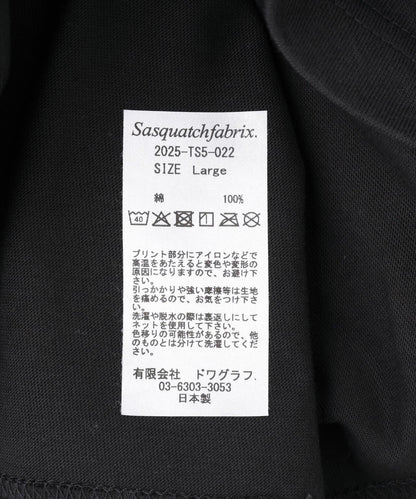 Sasquatchfabrix.
2025-TS5-022
SIZE Large
綿 100%
40
プリント部分にアイロンなどで
高温をあたえると変色や変形の
原因になりますので、お避け下
さい。
引っかかりや強い摩擦等は生地
を痛めるので、お気をつけ下さ
い。
洗濯や脱水の際は裏返しにして
ネットを使用して下さい。
色移りの可能性があるので、他
のものとは分けて洗濯してくだ
さい。
有限会社 ドワグラフ.
03-6303-3053
日本製